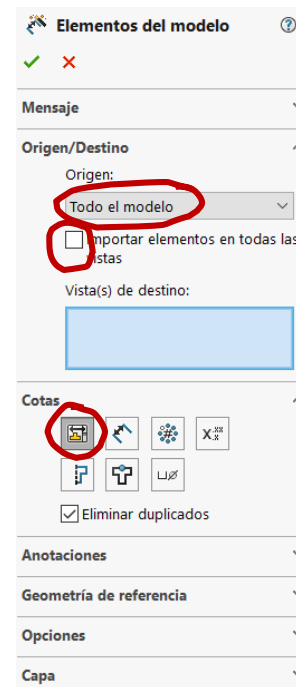 Elementos del modelo
Mensaje
Origen/Destino
Origen:
Todo el modelo
Importar elementos en todas las
vistas
Vista(s) de destino:
Cotas
x.xx
x.x
Eliminar duplicados
Anotaciones
Geometría de referencia
Opciones
Capa